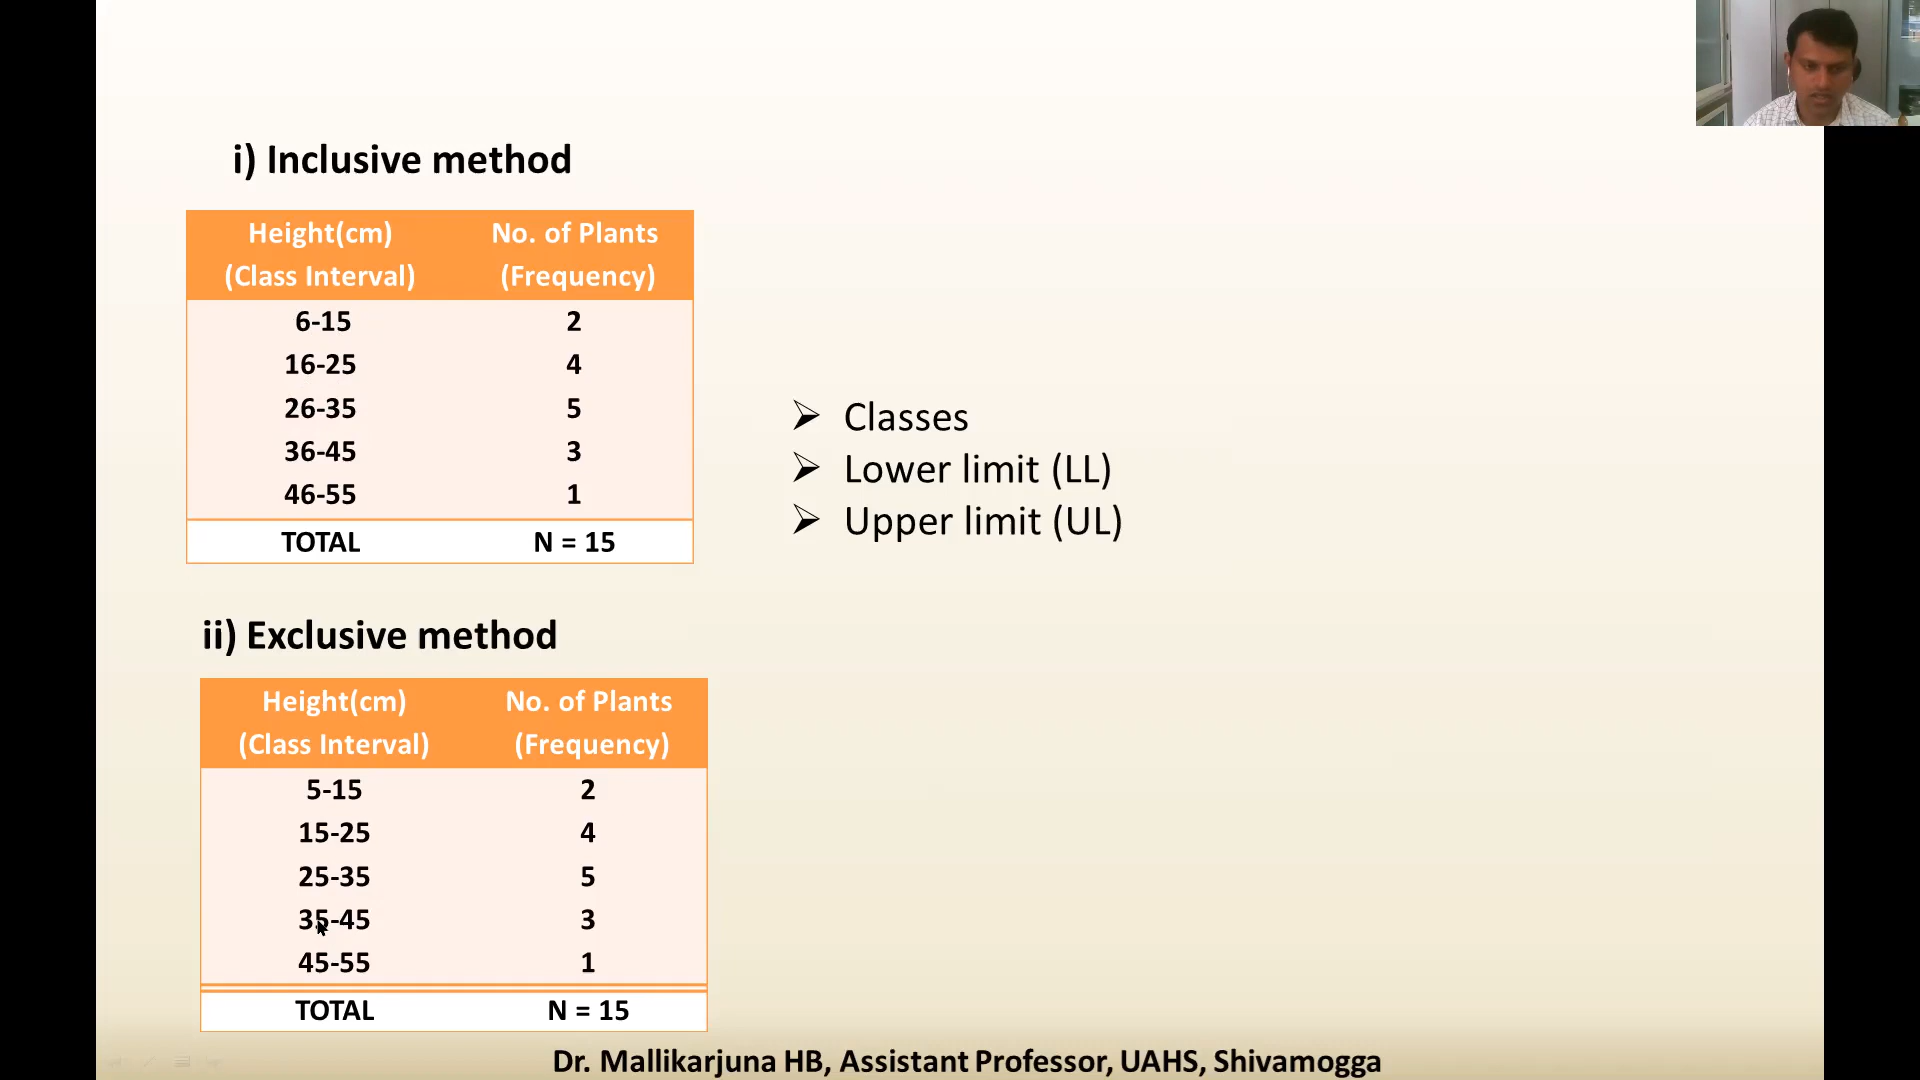 i) Inclusive method
Height(cm) No. of Plants
(Class Interval) (Frequency)
6-15 2
16-25 4
26-35 5
36-45 3
46-55 1
TOTAL N = 15
➢ Classes
➢ Lower limit (LL)
➢ Upper limit (UL)
ii) Exclusive method
Height(cm) No. of Plants
(Class Interval) (Frequency)
5-15 2
15-25 4
25-35 5
35-45 3
45-55 1
TOTAL N = 15
Dr. Mallikarjuna HB, Assistant Professor, UAHS, Shivamogga